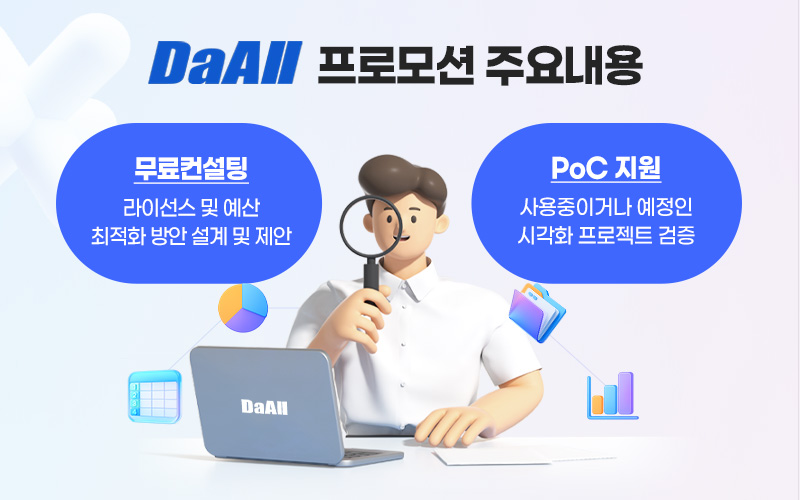 DaAll 프로모션 주요내용
무료컨설팅
라이선스 및 예산
최적화 방안 설계 및 제안
PoC 지원
사용중이거나 예정인
시각화 프로젝트 검증
DaAll